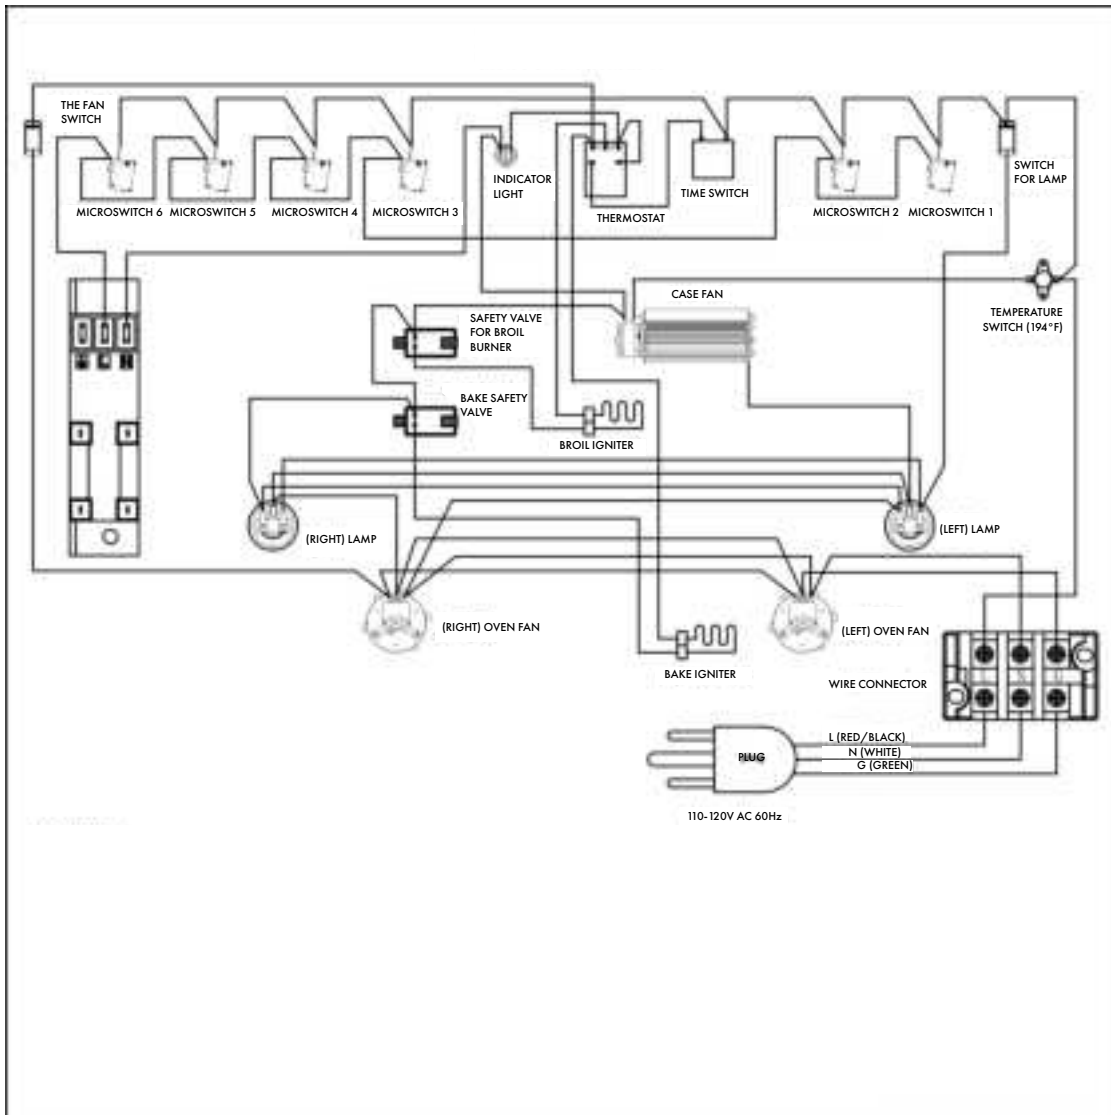 THE FAN
SWITCH
MICROSWITCH 6
MICROSWITCH 5
MICROSWITCH 4
MICROSWITCH 3
INDICATOR
LIGHT
THERMOSTAT
TIME SWITCH
MICROSWITCH 2
MICROSWITCH 1
SWITCH
FOR LAMP
TEMPERATURE
SWITCH (194°F)
CASE FAN
SAFETY VALVE
FOR BROIL
BURNER
BAKE SAFETY
VALVE
BROIL IGNITER
(RIGHT) LAMP
(LEFT) LAMP
(RIGHT) OVEN FAN
(LEFT) OVEN FAN
BAKE IGNITER
WIRE CONNECTOR
L (RED/BLACK)
N (WHITE)
G (GREEN)
PLUG
110-120V AC 60Hz